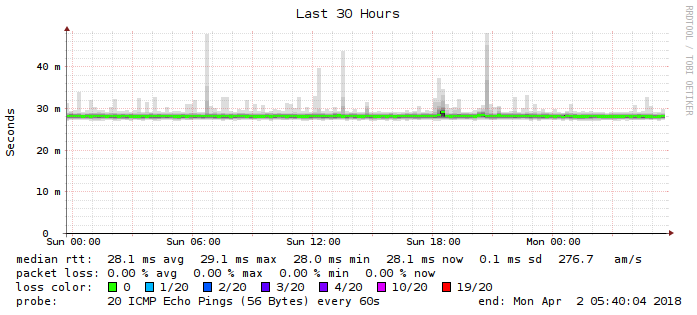 Last 30 Hours
RRDTOOL / TOBI OETIKER
Seconds
40 m
30 m
20 m
10 m
0
Sun 00:00 Sun 06:00 Sun 12:00 Sun 18:00 Mon 00:00
median rtt: 28.1 ms avg 29.1 ms max 28.0 ms min 28.1 ms now 0.1 ms sd 276.7 am/s
packet loss: 0.00 % avg 0.00 % max 0.00 % min 0.00 % now
loss color: 0 1/20 2/20 3/20 4/20 10/20 19/20
probe: 20 ICMP Echo Pings (56 Bytes) every 60s end: Mon Apr 2 05:40:04 2018